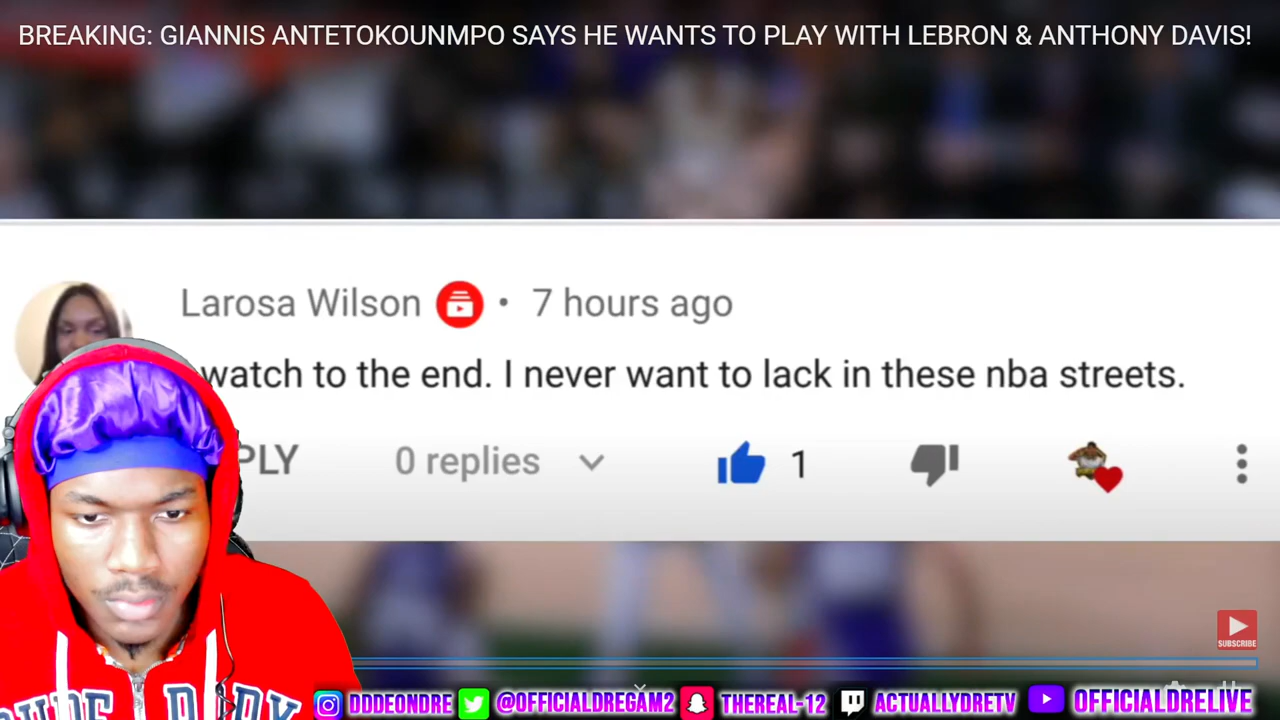 BREAKING: GIANNIS ANTETOKOUNMPO SAYS HE WANTS TO PLAY WITH LEBRON & ANTHONY DAVIS!
Larosa Wilson • 7 hours ago
watch to the end. I never want to lack in these nba streets.
PLY 0 replies 1
SUBSCRIBE
DDDEONDRE @OFFICIALDREGAM2 THEREAL-12 ACTUALLYDRETV OFFICIALDRELIVE